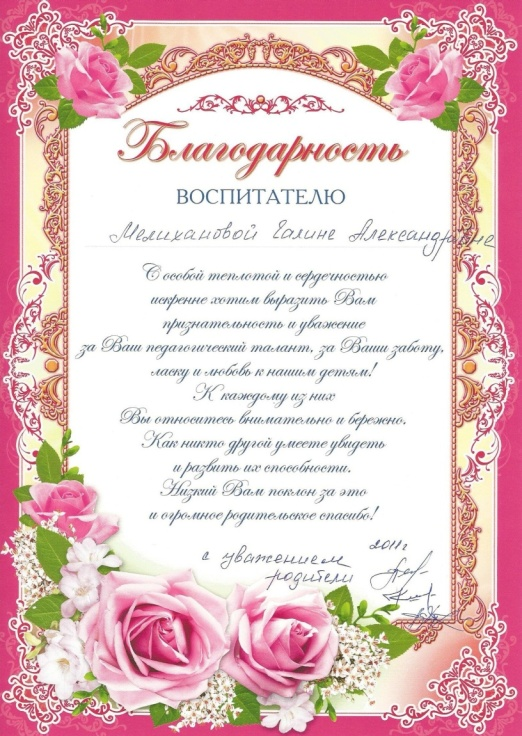 Благодарность
ВОСПИТАТЕЛЮ
Мелихановой Галине Александровне
С особой теплотой и сердечностью
искренне хотим выразить Вам
признательность и уважение
за Ваш педагогический талант, за Вашу заботу,
ласку и любовь к нашим детям!
К каждому из них
Вы относитесь внимательно и бережно.
Как никто другой умеете увидеть
и развить их способности.
Низкий Вам поклон за это
и огромное родительское спасибо!
2011г
с уважением
родители